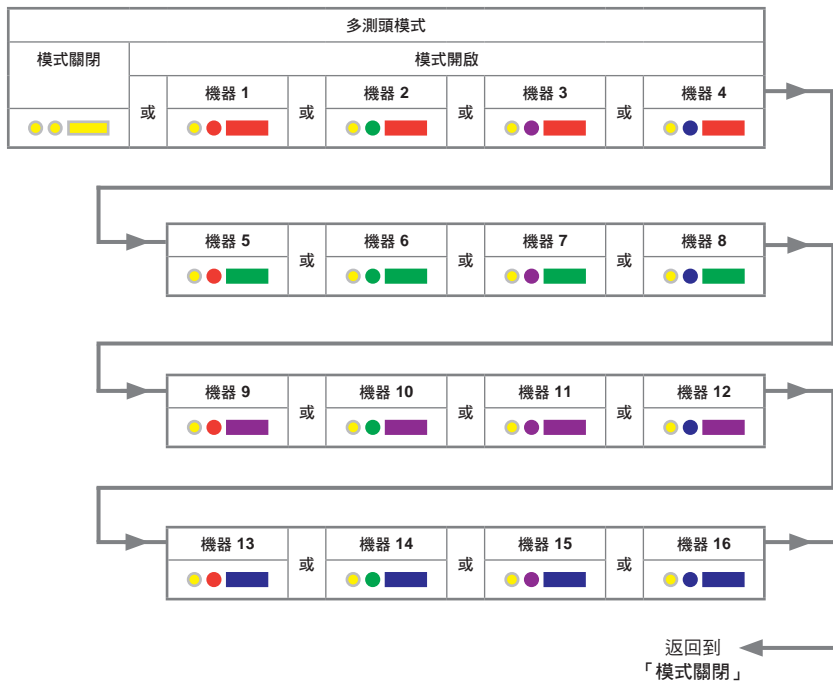 多測頭模式
模式關閉
模式開啟
或
機器 1
或
機器 2
或
機器 3
或
機器 4
機器 5
或
機器 6
或
機器 7
或
機器 8
機器 9
或
機器 10
或
機器 11
或
機器 12
機器 13
或
機器 14
或
機器 15
或
機器 16
返回到
「模式關閉」